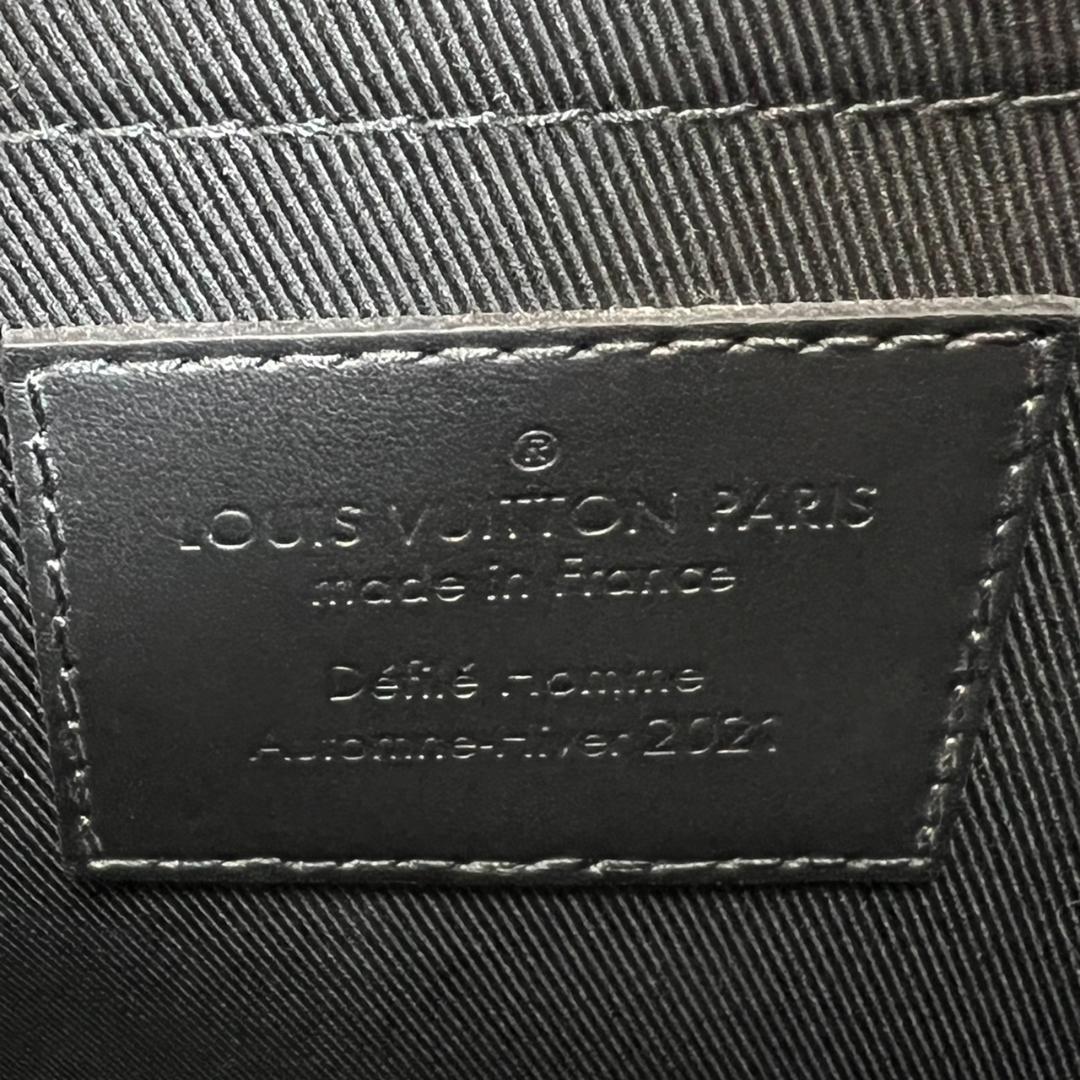 ®
LOUIS VUITTON PARIS
made in France
Défilé Homme
Automne-Hiver 2021